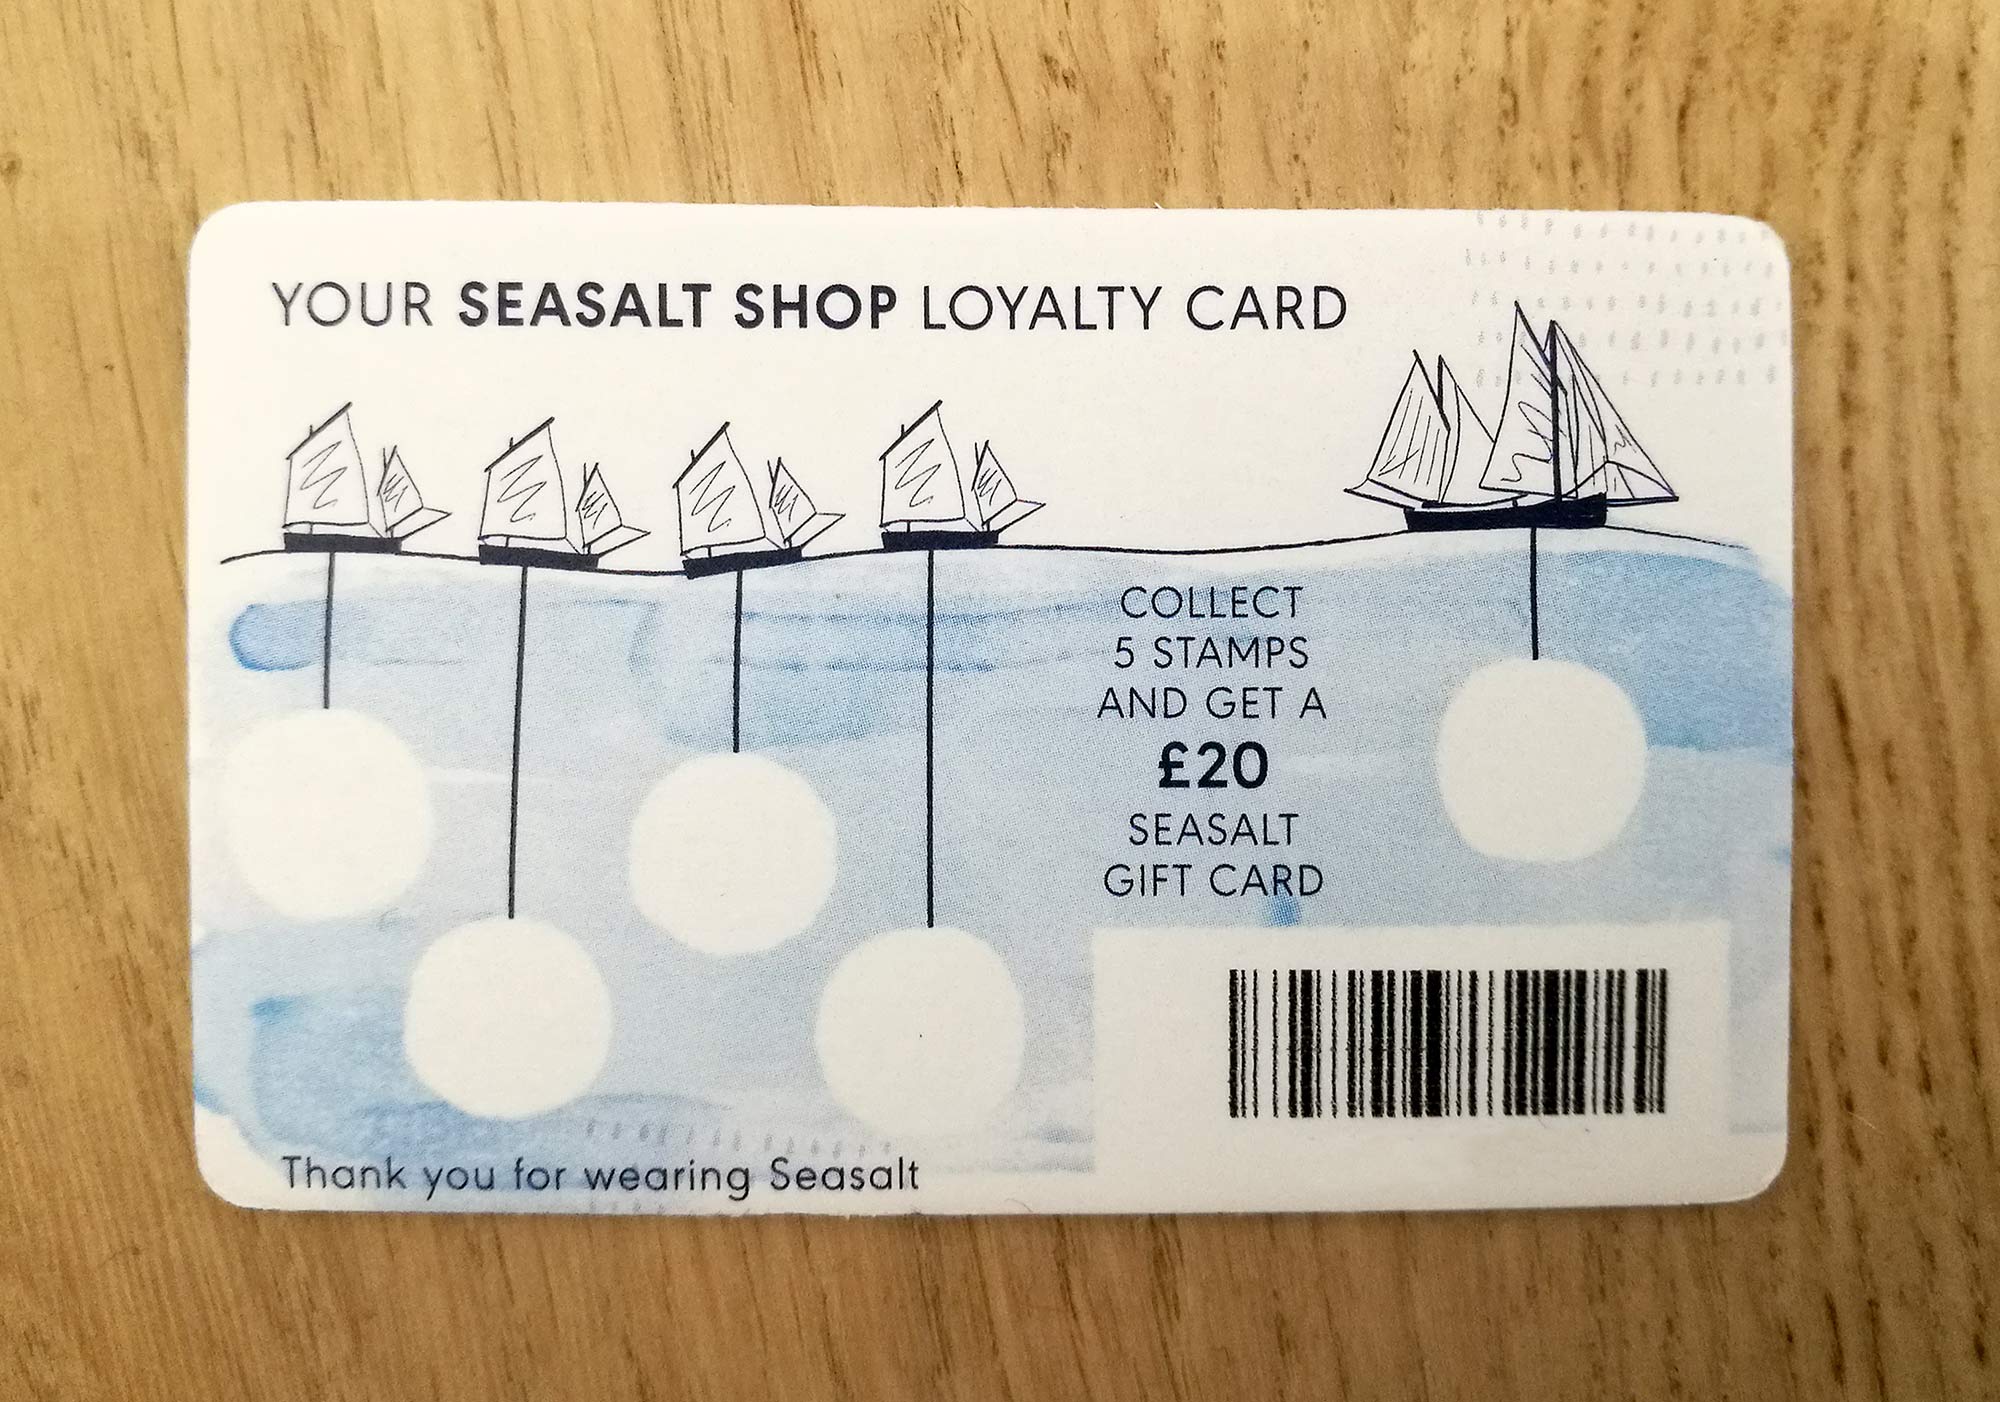 YOUR SEASALT SHOP LOYALTY CARD
COLLECT
5 STAMPS
AND GET A
£20
SEASALT
GIFT CARD
Thank you for wearing Seasalt